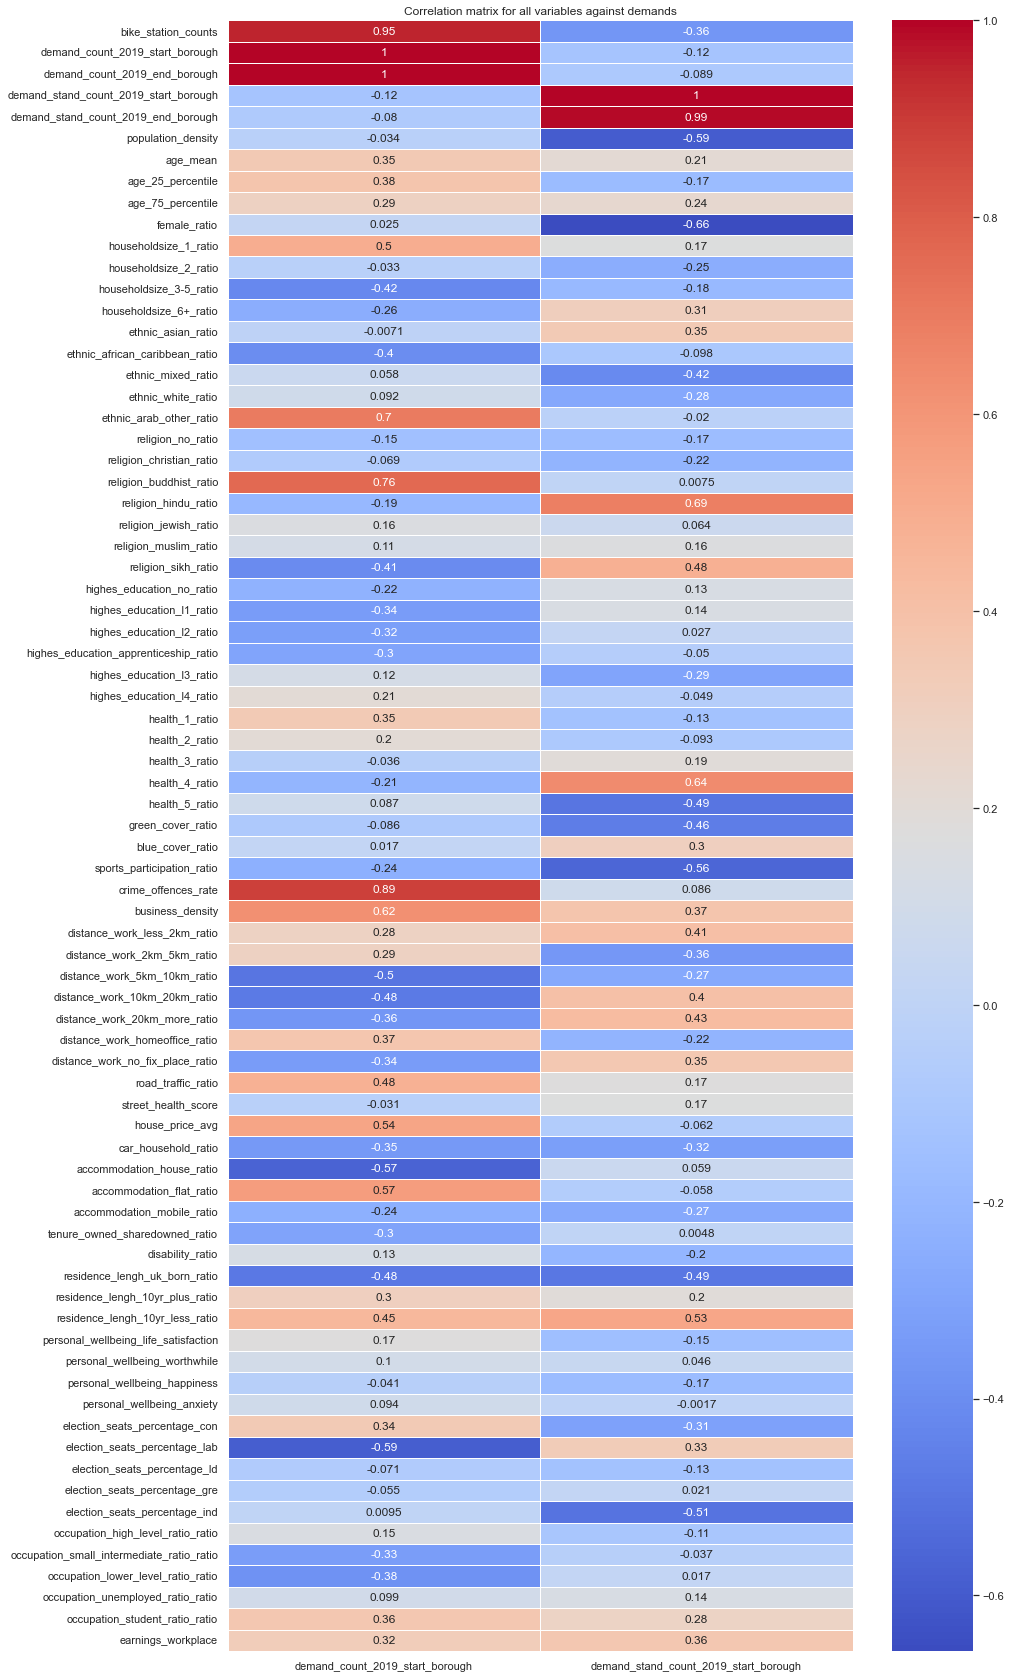 Correlation matrix for all variables against demands
bike_station_counts 0.95 -0.36
demand_count_2019_start_borough 1 -0.12
demand_count_2019_end_borough 1 -0.089
demand_stand_count_2019_start_borough -0.12 1
demand_stand_count_2019_end_borough -0.08 0.99
population_density -0.034 -0.59
age_mean 0.35 0.21
age_25_percentile 0.38 -0.17
age_75_percentile 0.29 0.24
female_ratio 0.025 -0.66
householdsize_1_ratio 0.5 0.17
householdsize_2_ratio -0.033 -0.25
householdsize_3-5_ratio -0.42 -0.18
householdsize_6+_ratio -0.26 0.31
ethnic_asian_ratio -0.0071 0.35
ethnic_african_caribbean_ratio -0.4 -0.098
ethnic_mixed_ratio 0.058 -0.42
ethnic_white_ratio 0.092 -0.28
ethnic_arab_other_ratio 0.7 -0.02
religion_no_ratio -0.15 -0.17
religion_christian_ratio -0.069 -0.22
religion_buddhist_ratio 0.76 0.0075
religion_hindu_ratio -0.19 0.69
religion_jewish_ratio 0.16 0.064
religion_muslim_ratio 0.11 0.16
religion_sikh_ratio -0.41 0.48
highes_education_no_ratio -0.22 0.13
highes_education_l1_ratio -0.34 0.14
highes_education_l2_ratio -0.32 0.027
highes_education_apprenticeship_ratio -0.3 -0.05
highes_education_l3_ratio 0.12 -0.29
highes_education_l4_ratio 0.21 -0.049
health_1_ratio 0.35 -0.13
health_2_ratio 0.2 -0.093
health_3_ratio -0.036 0.19
health_4_ratio -0.21 0.64
health_5_ratio 0.087 -0.49
green_cover_ratio -0.086 -0.46
blue_cover_ratio 0.017 0.3
sports_participation_ratio -0.24 -0.56
crime_offences_rate 0.89 0.086
business_density 0.62 0.37
distance_work_less_2km_ratio 0.28 0.41
distance_work_2km_5km_ratio 0.29 -0.36
distance_work_5km_10km_ratio -0.5 -0.27
distance_work_10km_20km_ratio -0.48 0.4
distance_work_20km_more_ratio -0.36 0.43
distance_work_homeoffice_ratio 0.37 -0.22
distance_work_no_fix_place_ratio -0.34 0.35
road_traffic_ratio 0.48 0.17
street_health_score -0.031 0.17
house_price_avg 0.54 -0.062
car_household_ratio -0.35 -0.32
accommodation_house_ratio -0.57 0.059
accommodation_flat_ratio 0.57 -0.058
accommodation_mobile_ratio -0.24 -0.27
tenure_owned_sharedowned_ratio -0.3 0.0048
disability_ratio 0.13 -0.2
residence_lengh_uk_born_ratio -0.48 -0.49
residence_lengh_10yr_plus_ratio 0.3 0.2
residence_lengh_10yr_less_ratio 0.45 0.53
personal_wellbeing_life_satisfaction 0.17 -0.15
personal_wellbeing_worthwhile 0.1 0.046
personal_wellbeing_happiness -0.041 -0.17
personal_wellbeing_anxiety 0.094 -0.0017
election_seats_percentage_con 0.34 -0.31
election_seats_percentage_lab -0.59 0.33
election_seats_percentage_ld -0.071 -0.13
election_seats_percentage_gre -0.055 0.021
election_seats_percentage_ind 0.0095 -0.51
occupation_high_level_ratio_ratio 0.15 -0.11
occupation_small_intermediate_ratio_ratio -0.33 -0.037
occupation_lower_level_ratio_ratio -0.38 0.017
occupation_unemployed_ratio_ratio 0.099 0.14
occupation_student_ratio_ratio 0.36 0.28
earnings_workplace 0.32 0.36
demand_count_2019_start_borough demand_stand_count_2019_start_borough
1.0
0.8
0.6
0.4
0.2
0.0
−0.2
−0.4
−0.6